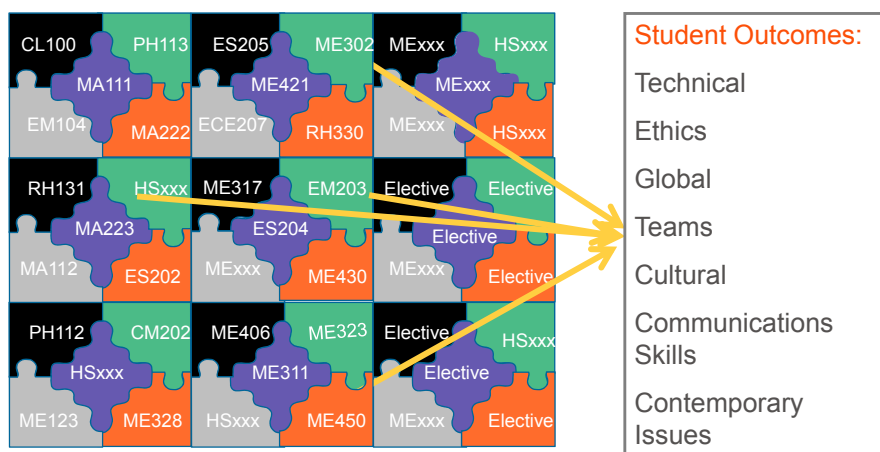 CL100 PH113 ES205 ME302 MExxx HSxxx
MA111 ME421 MExxx
EM104 MA222 ECE207 RH330 MExxx HSxxx
RH131 HSxxx ME317 EM203 Elective Elective
MA223 ES204 Elective
MA112 ES202 MExxx ME430 MExxx Elective
PH112 CM202 ME406 ME323 Elective HSxxx
HSxxx ME311 Elective
ME123 ME328 HSxxx ME450 MExxx Elective
Student Outcomes:
Technical
Ethics
Global
Teams
Cultural
Communications
Skills
Contemporary
Issues